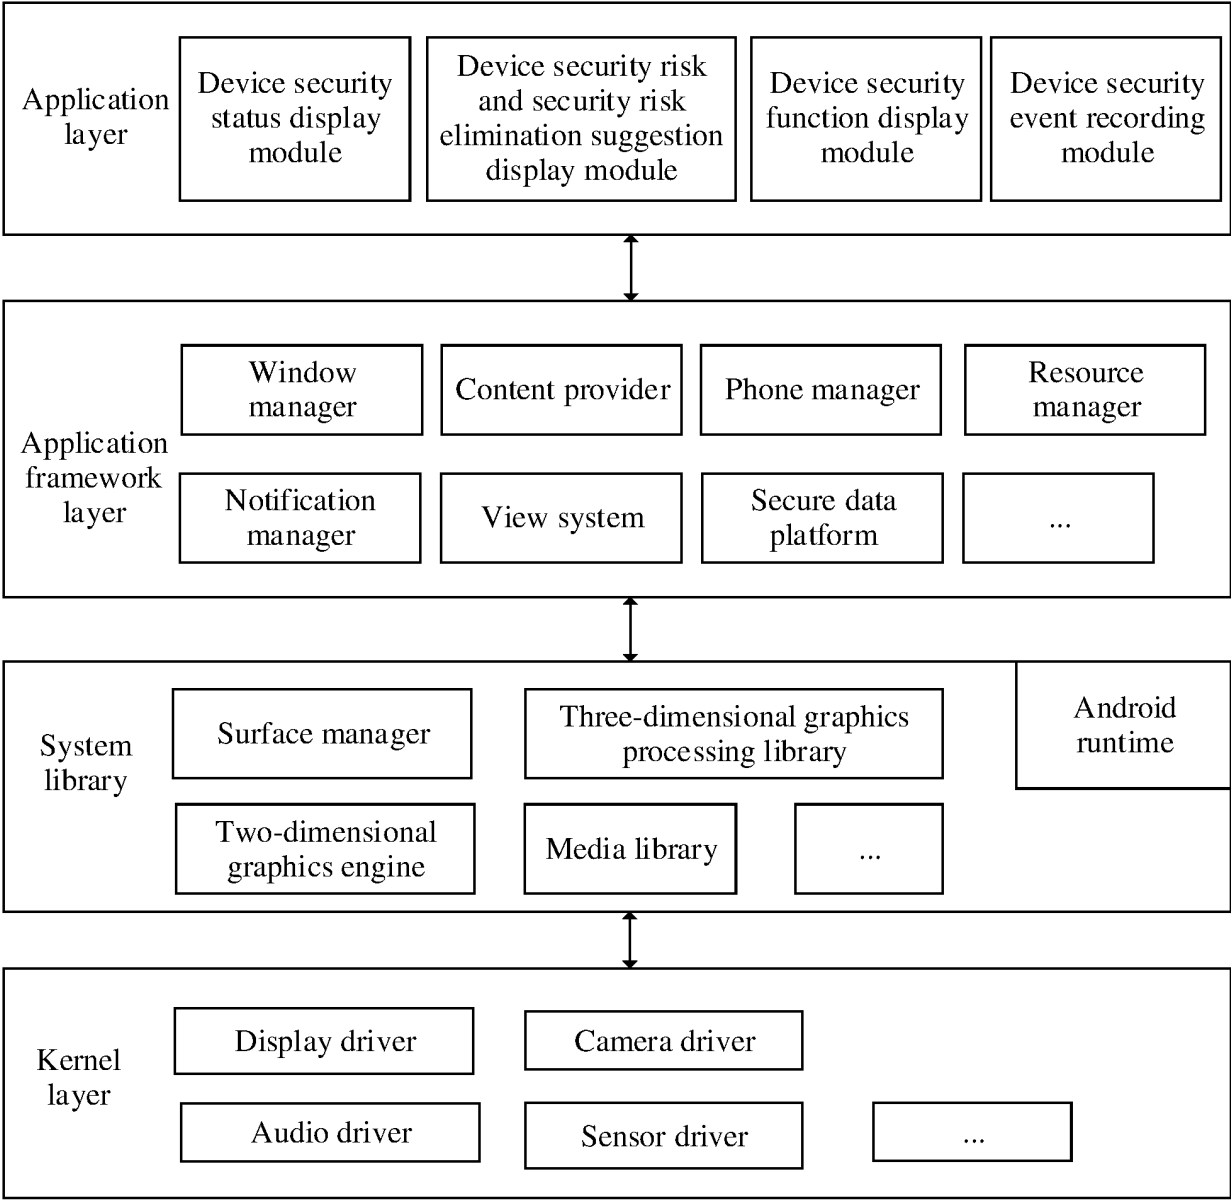 Application
layer
Device security
status display
module
Device security risk
and security risk
elimination suggestion
display module
Device security
function display
module
Device security
event recording
module
Application
framework
layer
Window
manager
Content provider
Phone manager
Resource
manager
Notification
manager
View system
Secure data
platform
...
System
library
Surface manager
Three-dimensional graphics
processing library
Android
runtime
Two-dimensional
graphics engine
Media library
...
Kernel
layer
Display driver
Camera driver
Audio driver
Sensor driver
...